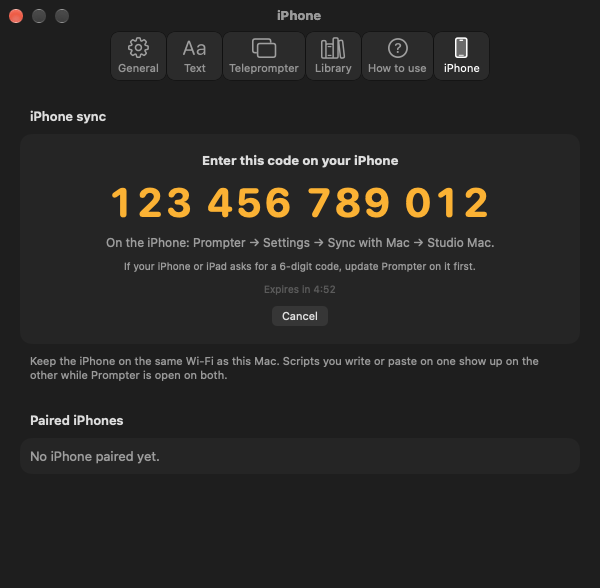 iPhone
General
Text
Teleprompter
Library
How to use
iPhone
iPhone sync
Enter this code on your iPhone
123 456 789 012
On the iPhone: Prompter → Settings → Sync with Mac → Studio Mac.
If your iPhone or iPad asks for a 6-digit code, update Prompter on it first.
Expires in 4:52
Cancel
Keep the iPhone on the same Wi-Fi as this Mac. Scripts you write or paste on one show up on the
other while Prompter is open on both.
Paired iPhones
No iPhone paired yet.